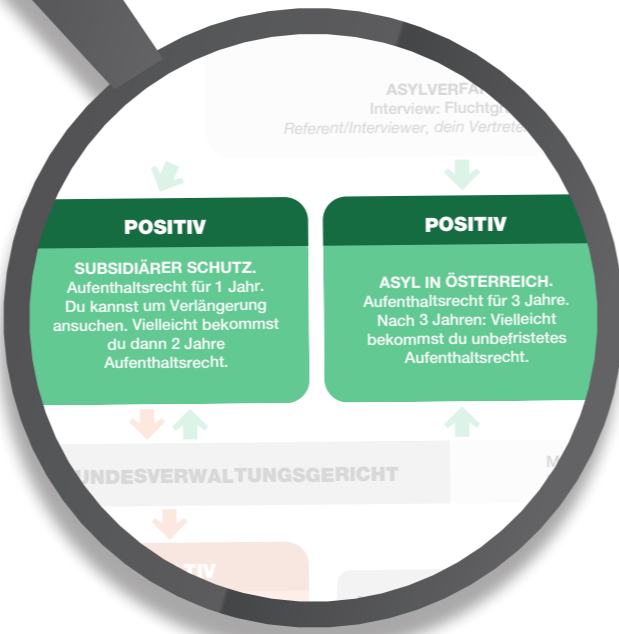 ASYLVERFA
Interview: Fluchtg
Referent/Interviewer, dein Vertrete
POSITIV
SUBSIDIÄRER SCHUTZ.
Aufenthaltsrecht für 1 Jahr.
Du kannst um Verlängerung
ansuchen. Vielleicht bekommst
du dann 2 Jahre
Aufenthaltsrecht.
POSITIV
ASYL IN ÖSTERREICH.
Aufenthaltsrecht für 3 Jahre.
Nach 3 Jahren: Vielleicht
bekommst du unbefristetes
Aufenthaltsrecht.
UNDESVERWALTUNGSGERICHT
M
TIV